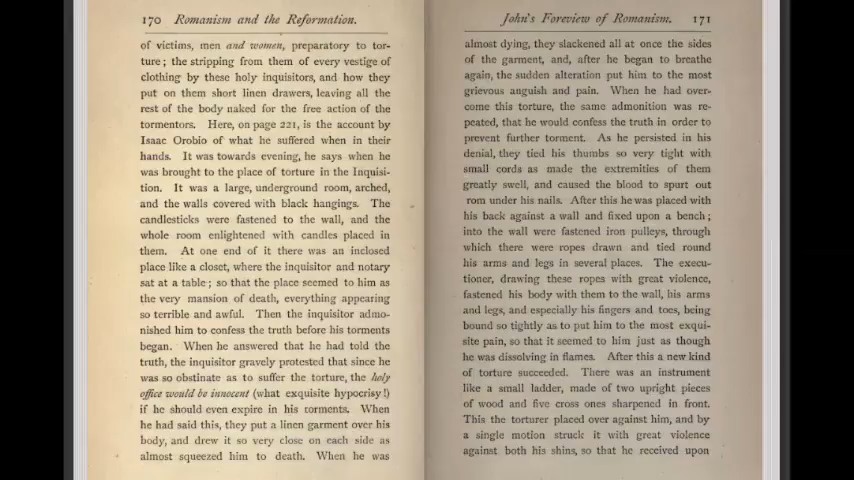 170 Romanism and the Reformation.
of victims, men and women, preparatory to tor-
ture; the stripping from them of every vestige of
clothing by these holy inquisitors, and how they
put on them short linen drawers, leaving all the
rest of the body naked for the free action of the
tormentors. Here, on page 221, is the account by
Isaac Orobio of what he suffered when in their
hands. It was towards evening, he says when he
was brought to the place of torture in the Inquisi-
tion. It was a large, underground room, arched,
and the walls covered with black hangings. The
candlesticks were fastened to the wall, and the
whole room enlightened with candles placed in
them. At one end of it there was an inclosed
place like a closet, where the inquisitor and notary
sat at a table; so that the place seemed to him as
the very mansion of death, everything appearing
so terrible and awful. Then the inquisitor admo-
nished him to confess the truth before his torments
began. When he answered that he had told the
truth, the inquisitor gravely protested that since he
was so obstinate as to suffer the torture, the holy
office would be innocent (what exquisite hypocrisy!)
if he should even expire in his torments. When
he had said this, they put a linen garment over his
body, and drew it so very close on each side as
almost squeezed him to death. When he was
John's Foreview of Romanism. 171
almost dying, they slackened all at once the sides
of the garment, and, after he began to breathe
again, the sudden alteration put him to the most
grievous anguish and pain. When he had over-
come this torture, the same admonition was re-
peated, that he would confess the truth in order to
prevent further torment. As he persisted in his
denial, they tied his thumbs so very tight with
small cords as made the extremities of them
greatly swell, and caused the blood to spurt out
rom under his nails. After this he was placed with
his back against a wall and fixed upon a bench;
into the wall were fastened iron pulleys, through
which there were ropes drawn and tied round
his arms and legs in several places. The execu-
tioner, drawing these ropes with great violence,
fastened his body with them to the wall, his arms
and legs, and especially his fingers and toes, being
bound so tightly as to put him to the most exqui-
site pain, so that it seemed to him just as though
he was dissolving in flames. After this a new kind
of torture succeeded. There was an instrument
like a small ladder, made of two upright pieces
of wood and five cross ones sharpened in front.
This the torturer placed over against him, and by
a single motion struck it with great violence
against both his shins, so that he received upon